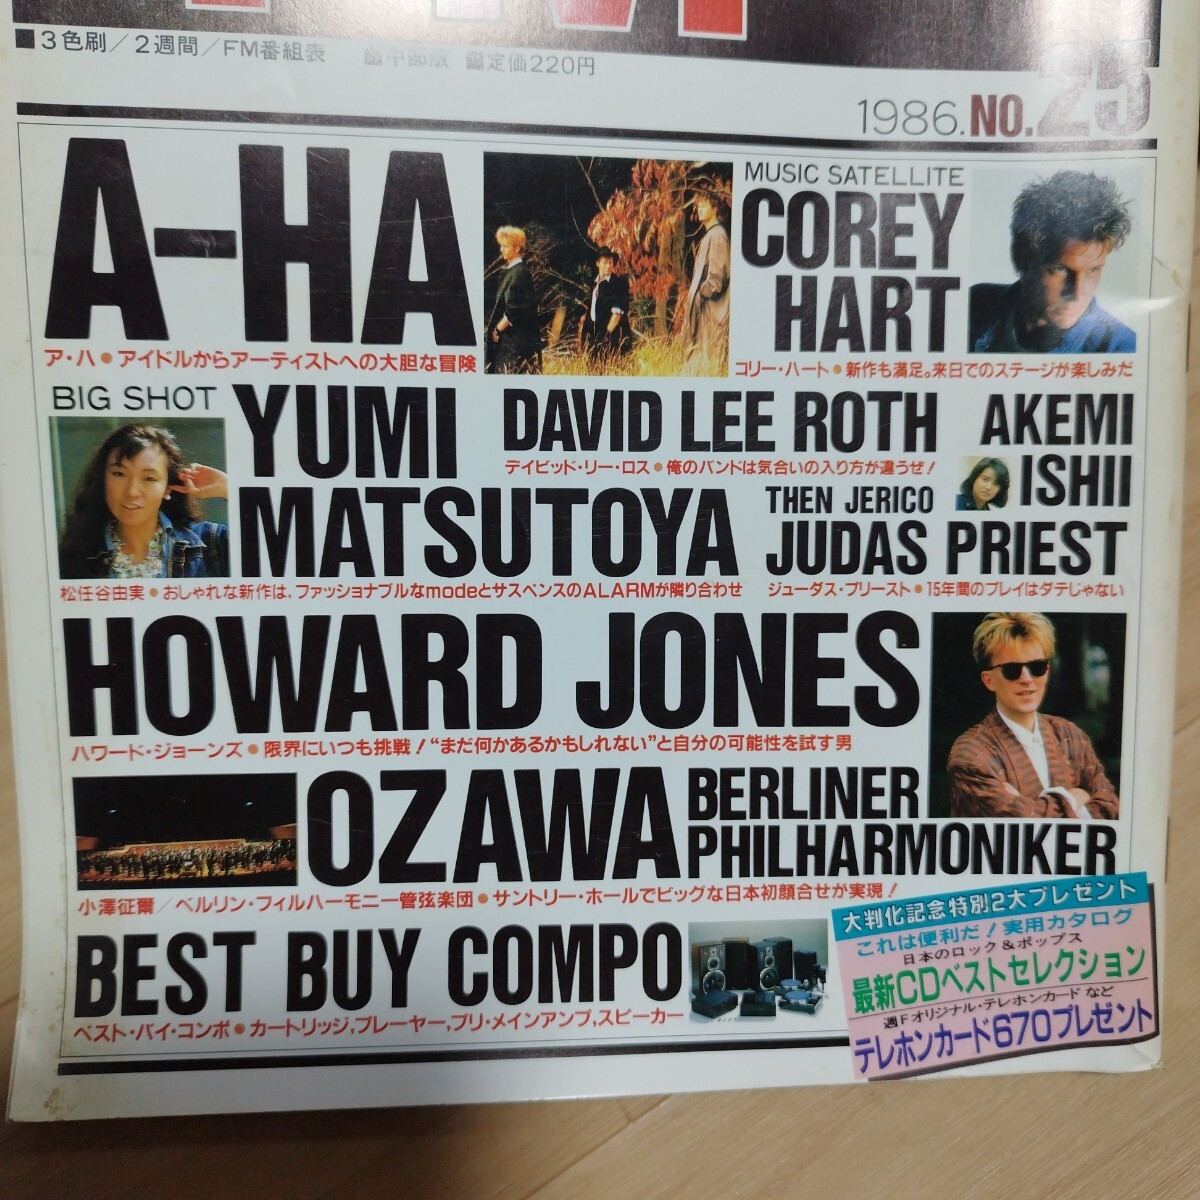 FM
■3色刷/2週間/FM番組表 中部版 定価220円
1986.NO.25
A-HA
ア・ハ●アイドルからアーティストへの大胆な冒険
MUSIC SATELLITE
COREY
HART
コリー・ハート●新作も満足。来日でのステージが楽しみだ
BIG SHOT
YUMI
MATSUTOYA
松任谷由実●おしゃれな新作は、ファッショナブルなmodeとサスペンスのALARMが隣り合わせ
DAVID LEE ROTH
デイビッド・リー・ロス●俺のバンドは気合いの入り方が違うぜ!
AKEMI
ISHII
THEN JERICO
JUDAS PRIEST
ジューダス・プリースト●15年間のプレイはダテじゃない
HOWARD JONES
ハワード・ジョーンズ●限界にいつも挑戦!“まだ何かあるかもしれない”と自分の可能性を試す男
OZAWA
BERLINER
PHILHARMONIKER
小澤征爾/ベルリン・フィルハーモニー管弦楽団●サントリー・ホールでビッグな日本初顔合せが実現!
BEST BUY COMPO
ベスト・バイ・コンポ●カートリッジ,プレーヤー,プリ・メインアンプ,スピーカー
大判化記念特別2大プレゼント
これは便利だ!実用カタログ
日本のロック&ポップス
最新CDベストセレクション
週Fオリジナル・テレホンカード など
テレホンカード670プレゼント